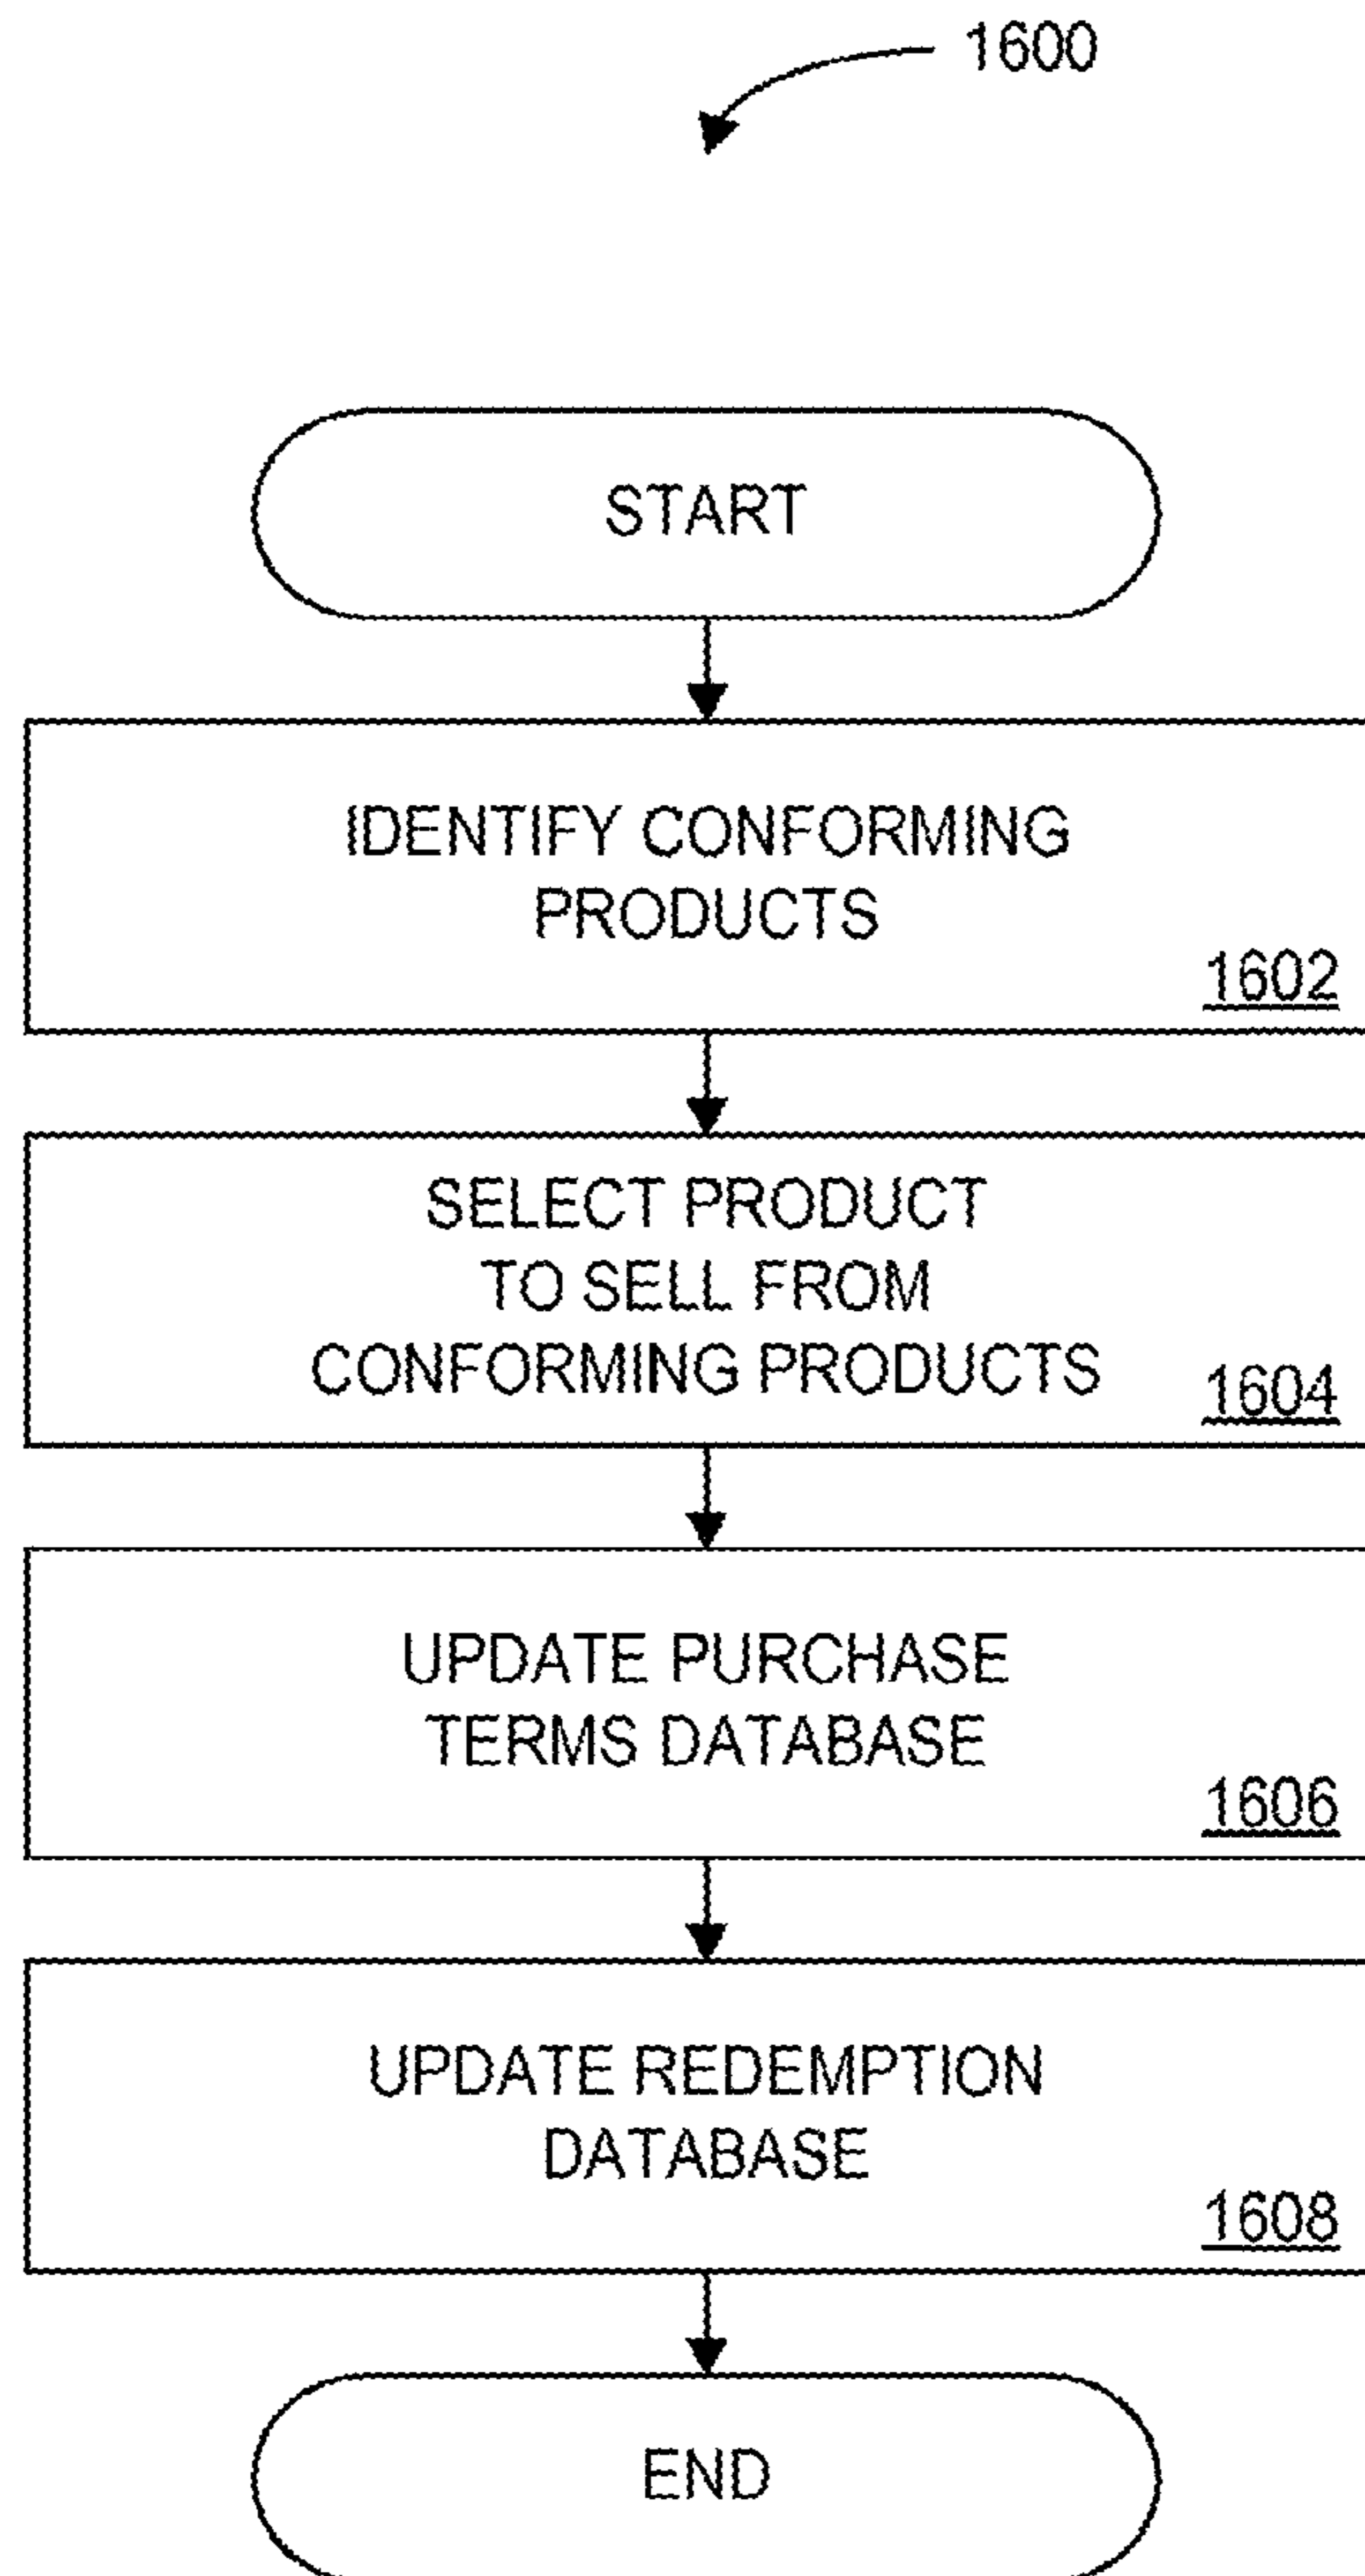 1600
START
IDENTIFY CONFORMING
PRODUCTS
1602
SELECT PRODUCT
TO SELL FROM
CONFORMING PRODUCTS
1604
UPDATE PURCHASE
TERMS DATABASE
1606
UPDATE REDEMPTION
DATABASE
1608
END